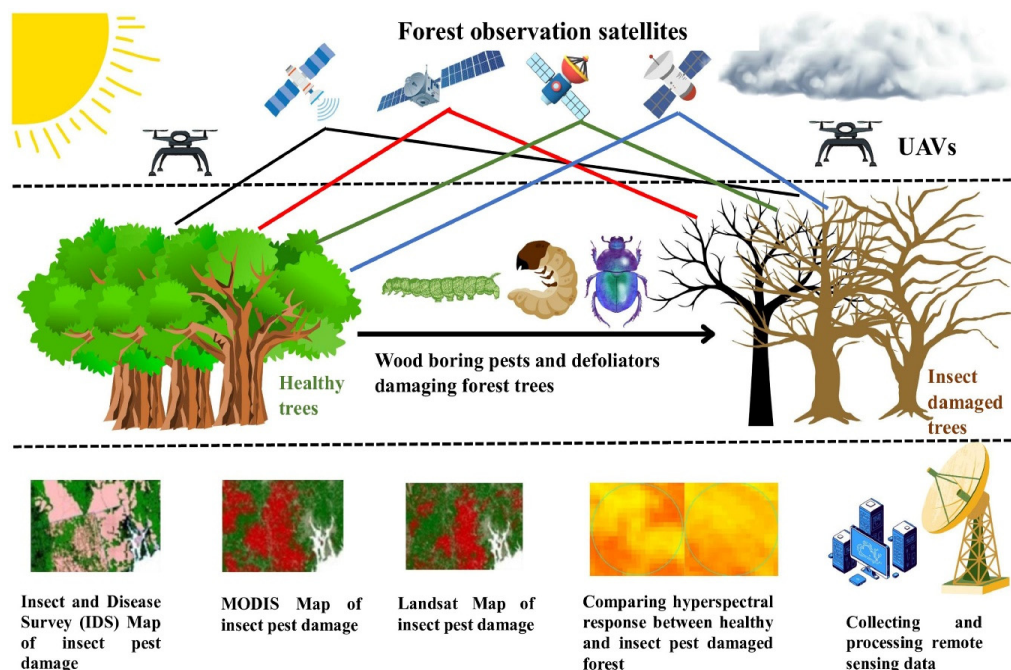 Forest observation satellites
UAVs
Healthy
trees
Wood boring pests and defoliators
damaging forest trees
Insect
damaged
trees
Insect and Disease
Survey (IDS) Map
of insect pest
damage
MODIS Map of
insect pest damage
Landsat Map of
insect pest damage
Comparing hyperspectral
response between healthy
and insect pest damaged
forest
Collecting and
processing remote
sensing data